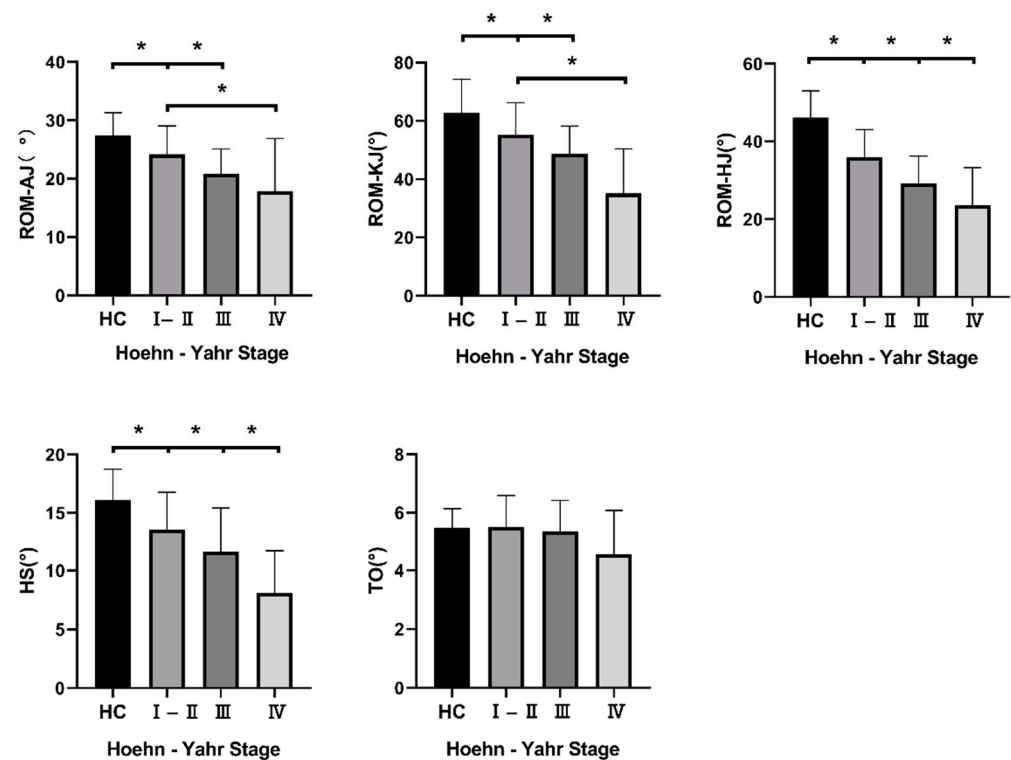 * *
*
ROM-AJ( °)
40
30
20
10
0
HC Ⅰ– Ⅱ Ⅲ Ⅳ
Hoehn - Yahr Stage
* *
*
ROM-KJ(°)
80
60
40
20
0
HC Ⅰ – Ⅱ Ⅲ Ⅳ
Hoehn - Yahr Stage
* * *
ROM-HJ(°)
60
40
20
0
HC Ⅰ – Ⅱ Ⅲ Ⅳ
Hoehn - Yahr Stage
* * *
HS(°)
20
15
10
5
0
HC Ⅰ – Ⅱ Ⅲ Ⅳ
Hoehn - Yahr Stage
TO(°)
8
6
4
2
0
HC Ⅰ – Ⅱ Ⅲ Ⅳ
Hoehn - Yahr Stage